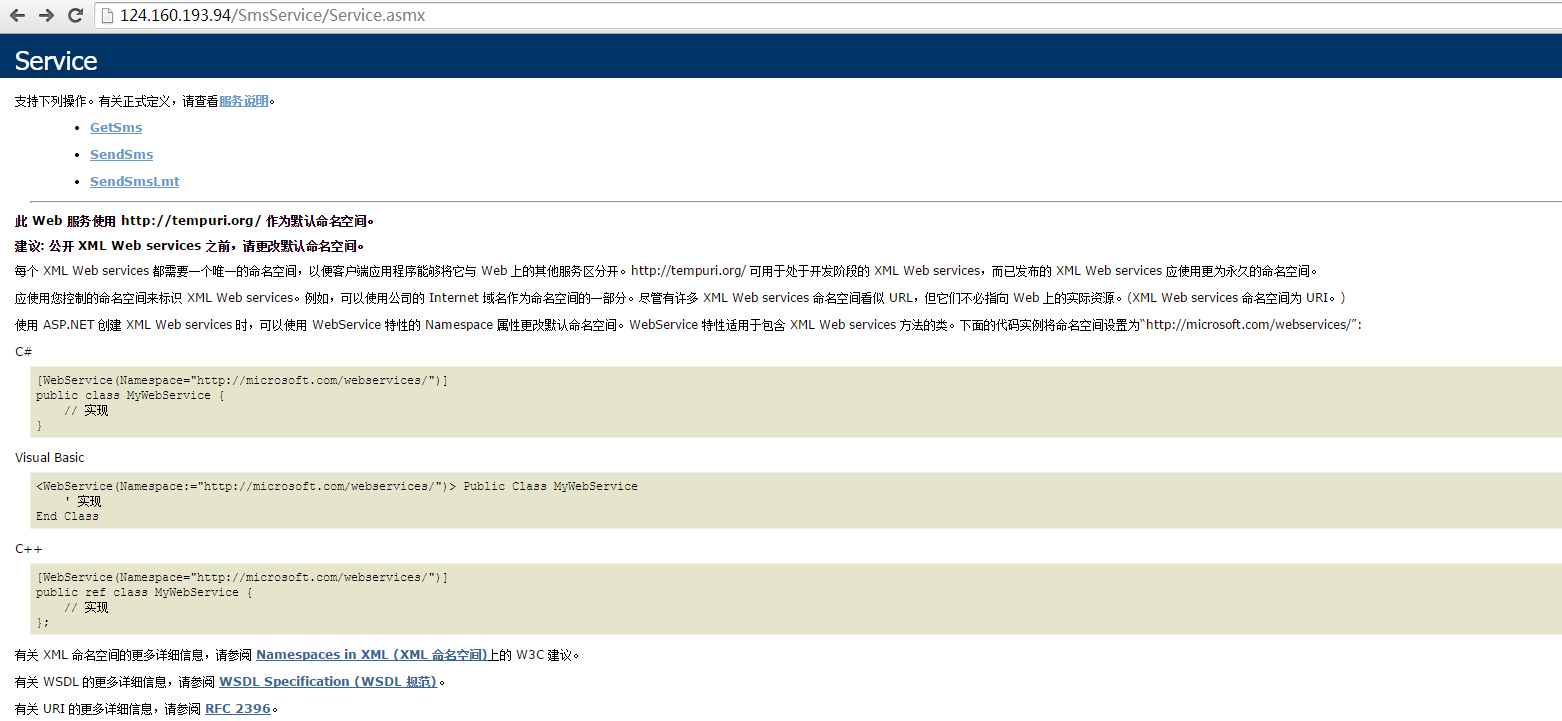 124.160.193.94/SmsService/Service.asmx
Service
支持下列操作。有关正式定义，请查看服务说明。
GetSms
SendSms
SendSmsLmt
此 Web 服务使用 http://tempuri.org/ 作为默认命名空间。
建议: 公开 XML Web services 之前，请更改默认命名空间。
每个 XML Web services 都需要一个唯一的命名空间，以便客户端应用程序能够将它与 Web 上的其他服务区分开。http://tempuri.org/ 可用于处于开发阶段的 XML Web services，而已发布的 XML Web services 应使用更为永久的命名空间。
应使用您控制的命名空间来标识 XML Web services。例如，可以使用公司的 Internet 域名作为命名空间的一部分。尽管有许多 XML Web services 命名空间看似 URL，但它们不必指向 Web 上的实际资源。(XML Web services 命名空间为 URI。)
使用 ASP.NET 创建 XML Web services 时，可以使用 WebService 特性的 Namespace 属性更改默认命名空间。WebService 特性适用于包含 XML Web services 方法的类。下面的代码实例将命名空间设置为“http://microsoft.com/webservices/”:
C#
[WebService(Namespace="http://microsoft.com/webservices/")]
public class MyWebService {
// 实现
}
Visual Basic
<WebService(Namespace:="http://microsoft.com/webservices/")> Public Class MyWebService
' 实现
End Class
C++
[WebService(Namespace="http://microsoft.com/webservices/")]
public ref class MyWebService {
// 实现
};
有关 XML 命名空间的更多详细信息，请参阅 Namespaces in XML (XML 命名空间)上的 W3C 建议。
有关 WSDL 的更多详细信息，请参阅 WSDL Specification (WSDL 规范)。
有关 URI 的更多详细信息，请参阅 RFC 2396。